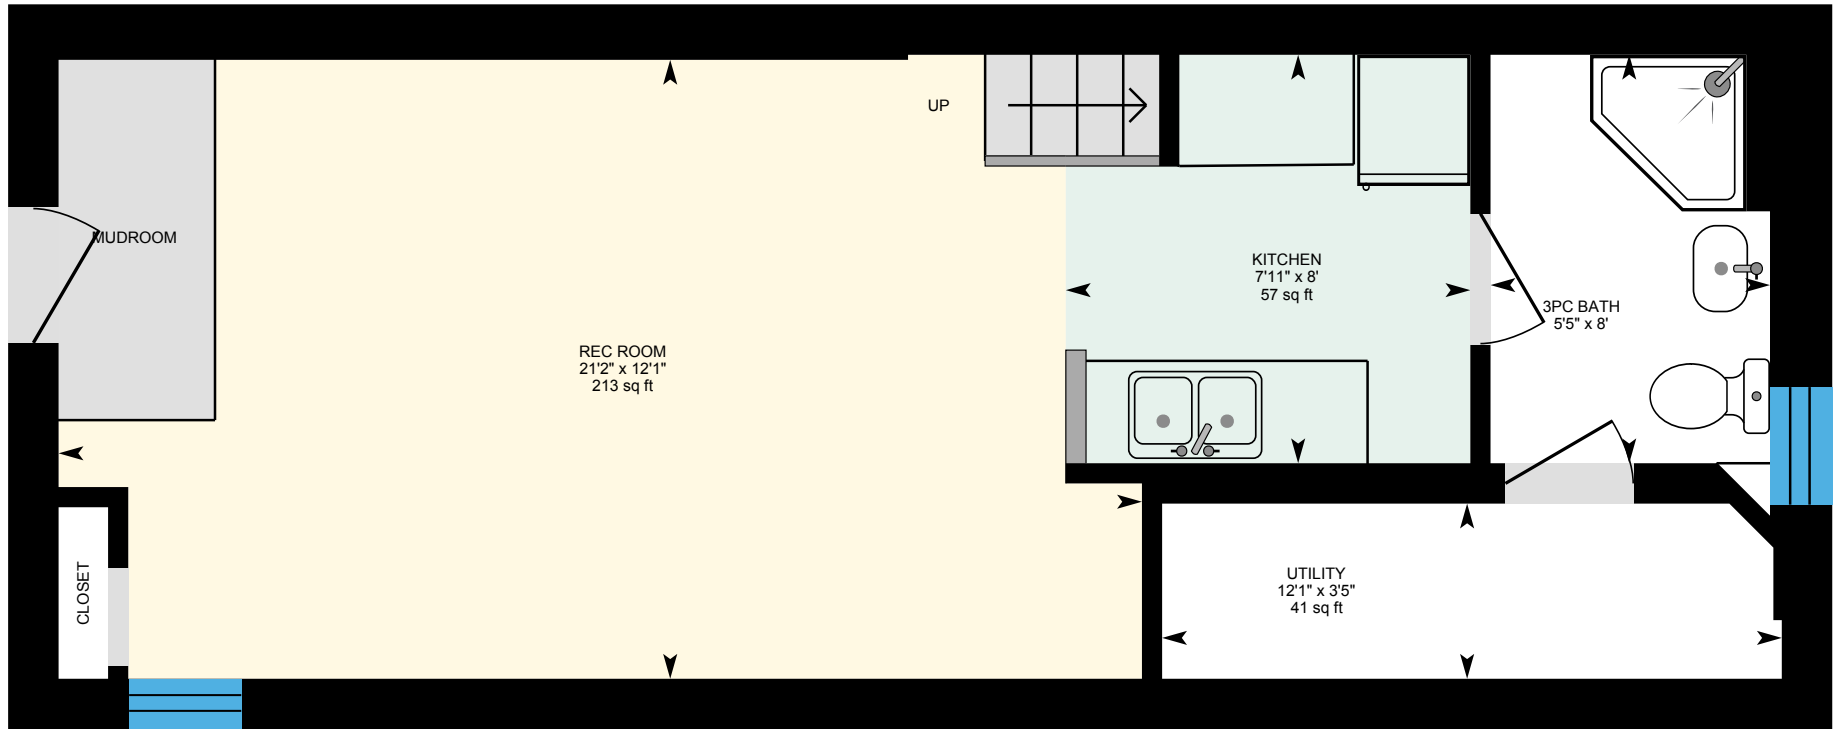 UP
MUDROOM
KITCHEN
7'11" x 8'
57 sq ft
3PC BATH
5'5" x 8'
REC ROOM
21'2" x 12'1"
213 sq ft
CLOSET
UTILITY
12'1" x 3'5"
41 sq ft